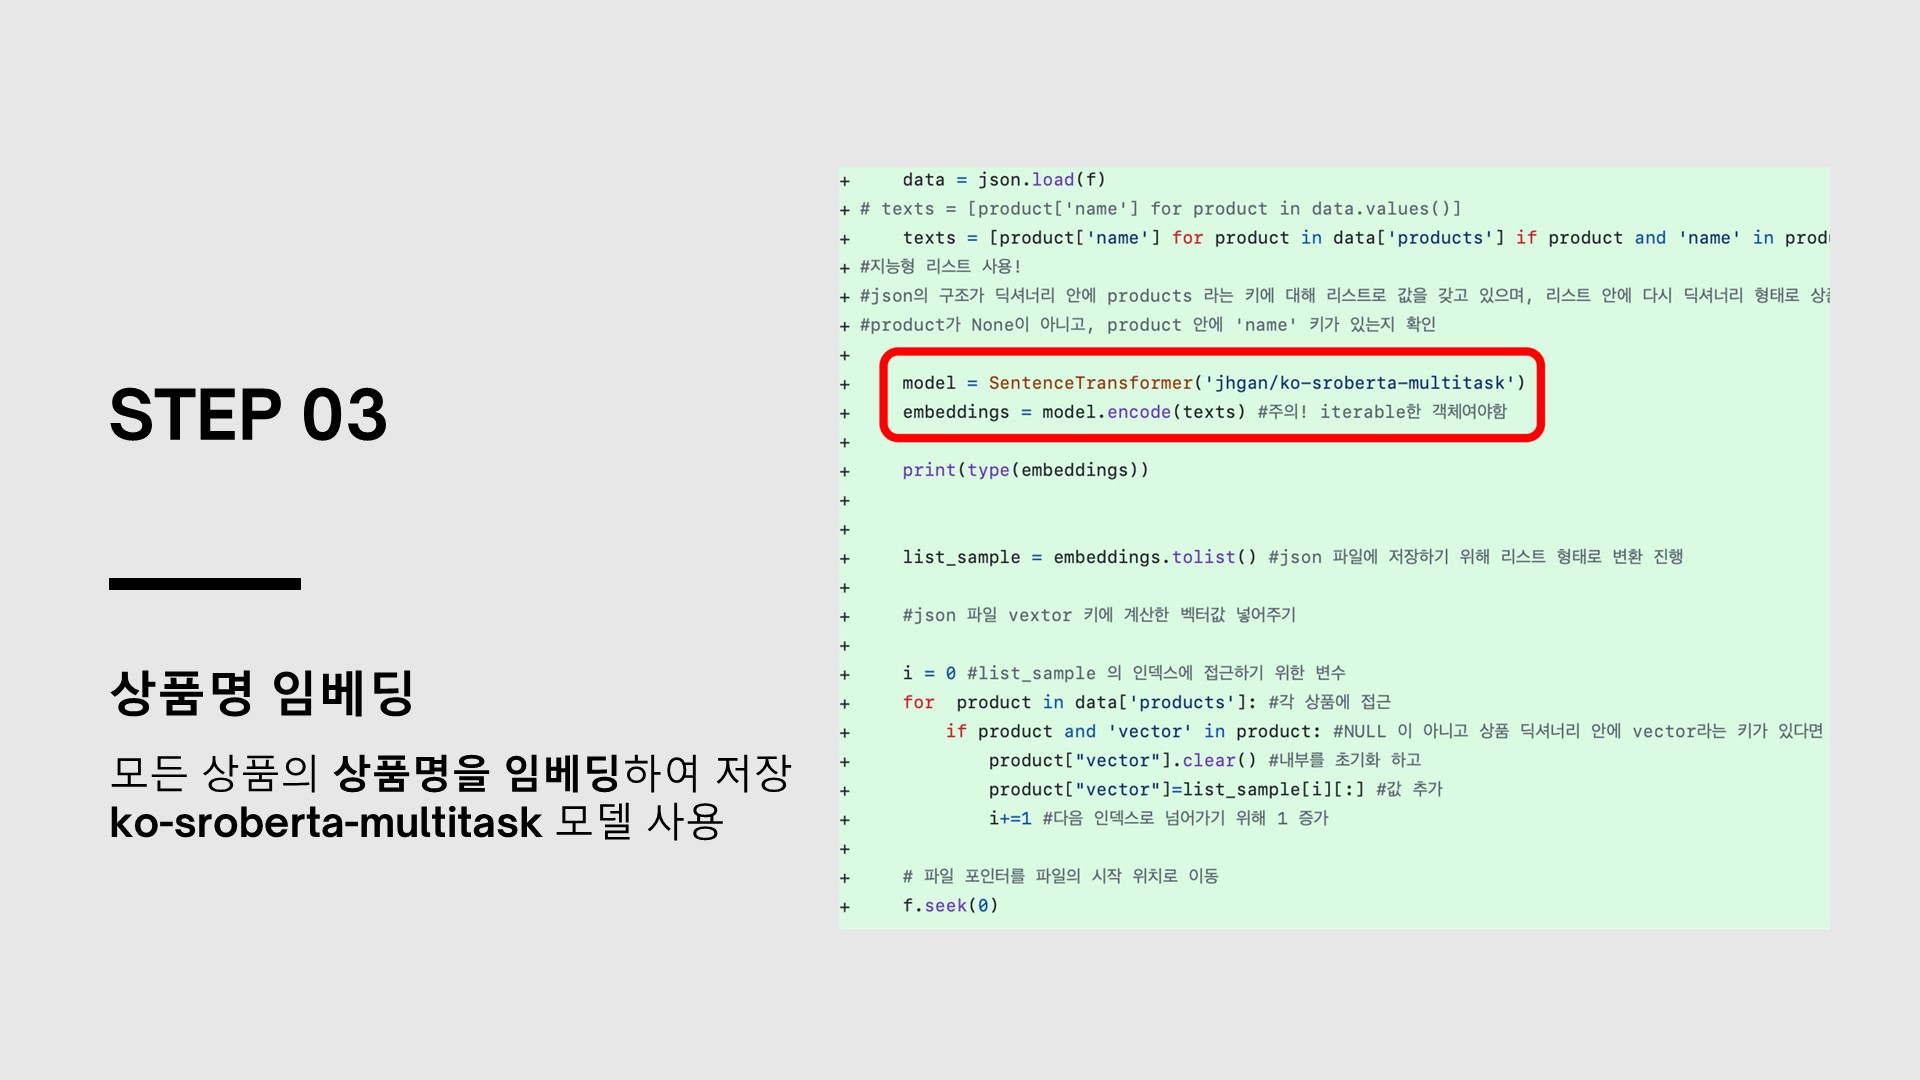 STEP 03
상품명 임베딩
모든 상품의 상품명을 임베딩하여 저장
ko-sroberta-multitask 모델 사용
+     data = json.load(f)
+ # texts = [product['name'] for product in data.values()]
+     texts = [product['name'] for product in data['products'] if product and 'name' in
+ #지능형 리스트 사용!
+ #json의 구조가 딕셔너리 안에 products 라는 키에 대해 리스트로 값을 갖고 있으며, 리스트 안에 다시 딕셔너리 형태로
+ #product가 None이 아니고, product 안에 'name' 키가 있는지 확인
+
+     model = SentenceTransformer('jhgan/ko-sroberta-multitask')
+     embeddings = model.encode(texts) #주의! iterable한 객체여야함
+
+     print(type(embeddings))
+
+
+     list_sample = embeddings.tolist() #json 파일에 저장하기 위해 리스트 형태로 변환 진행
+
+     #json 파일 vextor 키에 계산한 벡터값 넣어주기
+
+     i = 0 #list_sample 의 인덱스에 접근하기 위한 변수
+     for  product in data['products']: #각 상품에 접근
+         if product and 'vector' in product: #NULL 이 아니고 상품 딕셔너리 안에 vector라는 키가 있다면
+             product["vector"].clear() #내부를 초기화 하고
+             product["vector"]=list_sample[i][:] #값 추가
+             i+=1 #다음 인덱스로 넘어가기 위해 1 증가
+
+     # 파일 포인터를 파일의 시작 위치로 이동
+     f.seek(0)